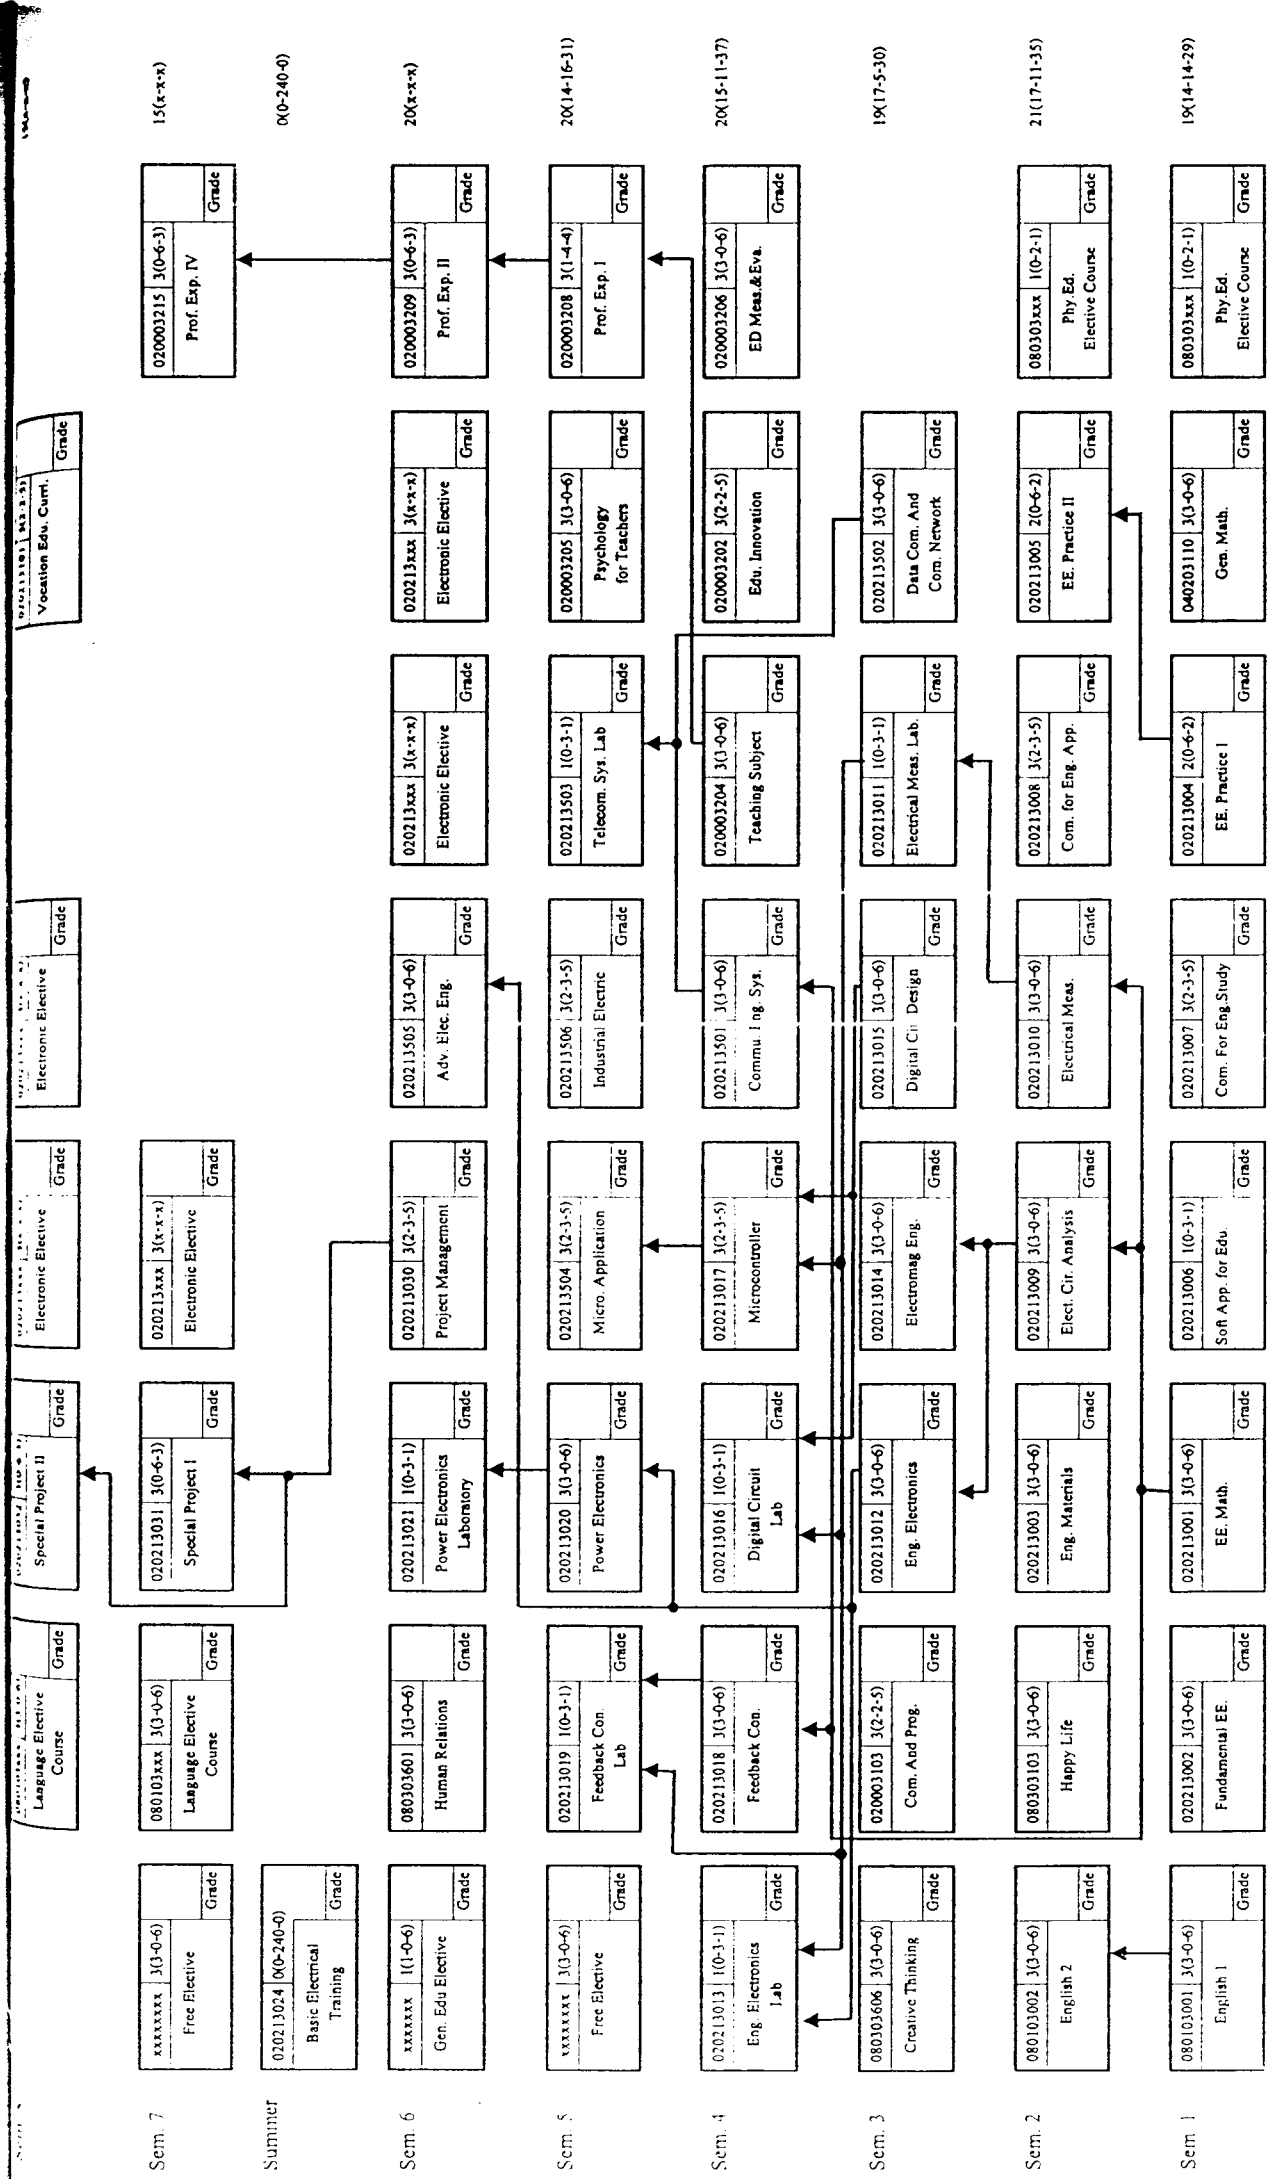 Language Elective
Course
Grade
Special Project II
Grade
Electronic Elective
Grade
Electronic Elective
Grade
Vocation Edu. Curri.
Grade
Sem. 7
xxxxxxxx 3(3-0-6)
Free Elective
Grade
080103xxx 3(3-0-6)
Language Elective
Course
Grade
020213031 3(0-6-3)
Special Project I
Grade
020213xxx 3(x-x-x)
Electronic Elective
Grade
020003215 3(0-6-3)
Prof. Exp. IV
Grade
15(x-x-x)
Summer
020213024 0(0-240-0)
Basic Electrical
Training
Grade
0(0-240-0)
Sem. 6
xxxxxxx 1(1-0-6)
Gen. Edu Elective
Grade
080303601 3(3-0-6)
Human Relations
Grade
020213021 1(0-3-1)
Power Electronics
Laboratory
Grade
020213030 3(2-3-5)
Project Management
Grade
020213505 3(3-0-6)
Adv. Elec. Eng.
Grade
020213xxx 3(x-x-x)
Electronic Elective
Grade
020213xxx 3(x-x-x)
Electronic Elective
Grade
020003209 3(0-6-3)
Prof. Exp. II
Grade
20(x-x-x)
Sem. 5
xxxxxxxx 3(3-0-6)
Free Elective
Grade
020213019 1(0-3-1)
Feedback Con.
Lab
Grade
020213020 3(3-0-6)
Power Electronics
Grade
020213504 3(2-3-5)
Micro. Application
Grade
020213506 3(2-3-5)
Industrial Electric
Grade
020213503 1(0-3-1)
Telecom. Sys. Lab
Grade
020003205 3(3-0-6)
Psychology
for Teachers
Grade
020003208 3(1-4-4)
Prof. Exp. I
Grade
20(14-16-31)
Sem. 4
020213013 1(0-3-1)
Eng. Electronics
Lab
Grade
020213018 3(3-0-6)
Feedback Con.
Grade
020213016 1(0-3-1)
Digital Circuit
Lab
Grade
020213017 3(2-3-5)
Microcontroller
Grade
020213501 3(3-0-6)
Commu. Eng. Sys.
Grade
020003204 3(3-0-6)
Teaching Subject
Grade
020003202 3(2-2-5)
Edu. Innovation
Grade
020003206 3(3-0-6)
ED Meas.&Eva.
Grade
20(15-11-37)
Sem. 3
080303606 3(3-0-6)
Creative Thinking
Grade
020003103 3(2-2-5)
Com. And Prog.
Grade
020213012 3(3-0-6)
Eng. Electronics
Grade
020213014 3(3-0-6)
Electromag Eng.
Grade
020213015 3(3-0-6)
Digital Cir Design
Grade
020213011 1(0-3-1)
Electrical Meas. Lab.
Grade
020213502 3(3-0-6)
Data Com. And
Com. Network
Grade
19(17-5-30)
Sem. 2
080103002 3(3-0-6)
English 2
Grade
080303103 3(3-0-6)
Happy Life
Grade
020213003 3(3-0-6)
Eng. Materials
Grade
020213009 3(3-0-6)
Elect. Cir. Analysis
Grade
020213010 3(3-0-6)
Electrical Meas.
Grade
020213008 3(2-3-5)
Com. for Eng. App.
Grade
020213005 2(0-6-2)
EE. Practice II
Grade
080303xxx 1(0-2-1)
Phy.Ed.
Elective Course
Grade
21(17-11-35)
Sem 1
080103001 3(3-0-6)
English 1
Grade
020213002 3(3-0-6)
Fundamental EE.
Grade
020213001 3(3-0-6)
EE. Math.
Grade
020213006 1(0-3-1)
Soft App. for Edu.
Grade
020213007 3(2-3-5)
Com. For Eng.Study
Grade
020213004 2(0-6-2)
EE. Practice I
Grade
040203110 3(3-0-6)
Gen. Math.
Grade
080303xxx 1(0-2-1)
Phy.Ed.
Elective Course
Grade
19(14-14-29)